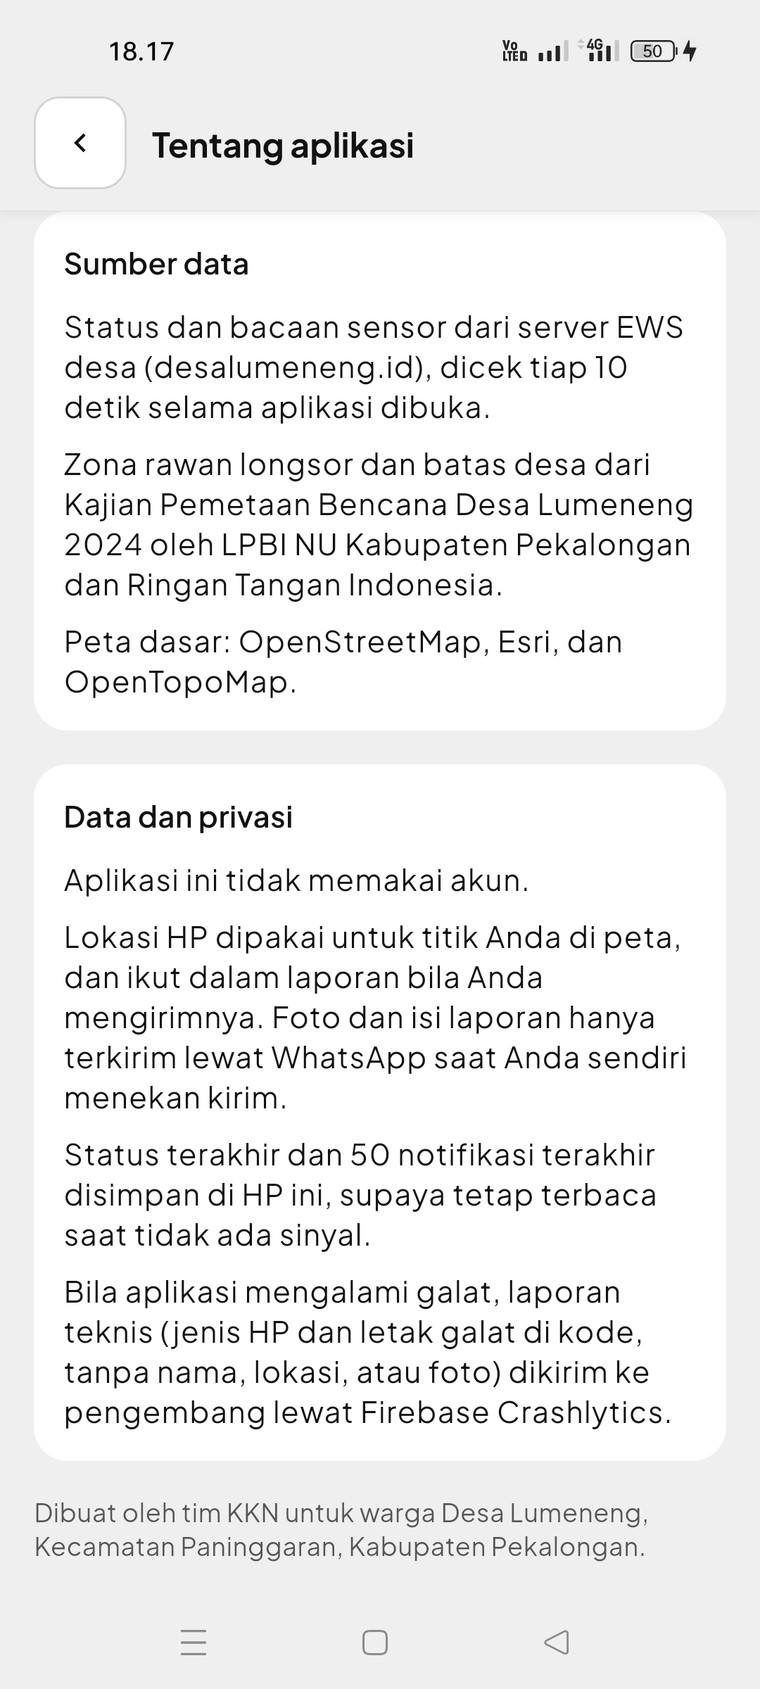 18.17
Vo
LTE D
4G
50
Tentang aplikasi
Sumber data
Status dan bacaan sensor dari server EWS
desa (desalumeneng.id), dicek tiap 10
detik selama aplikasi dibuka.
Zona rawan longsor dan batas desa dari
Kajian Pemetaan Bencana Desa Lumeneng
2024 oleh LPBI NU Kabupaten Pekalongan
dan Ringan Tangan Indonesia.
Peta dasar: OpenStreetMap, Esri, dan
OpenTopoMap.
Data dan privasi
Aplikasi ini tidak memakai akun.
Lokasi HP dipakai untuk titik Anda di peta,
dan ikut dalam laporan bila Anda
mengirimnya. Foto dan isi laporan hanya
terkirim lewat WhatsApp saat Anda sendiri
menekan kirim.
Status terakhir dan 50 notifikasi terakhir
disimpan di HP ini, supaya tetap terbaca
saat tidak ada sinyal.
Bila aplikasi mengalami galat, laporan
teknis (jenis HP dan letak galat di kode,
tanpa nama, lokasi, atau foto) dikirim ke
pengembang lewat Firebase Crashlytics.
Dibuat oleh tim KKN untuk warga Desa Lumeneng,
Kecamatan Paninggaran, Kabupaten Pekalongan.